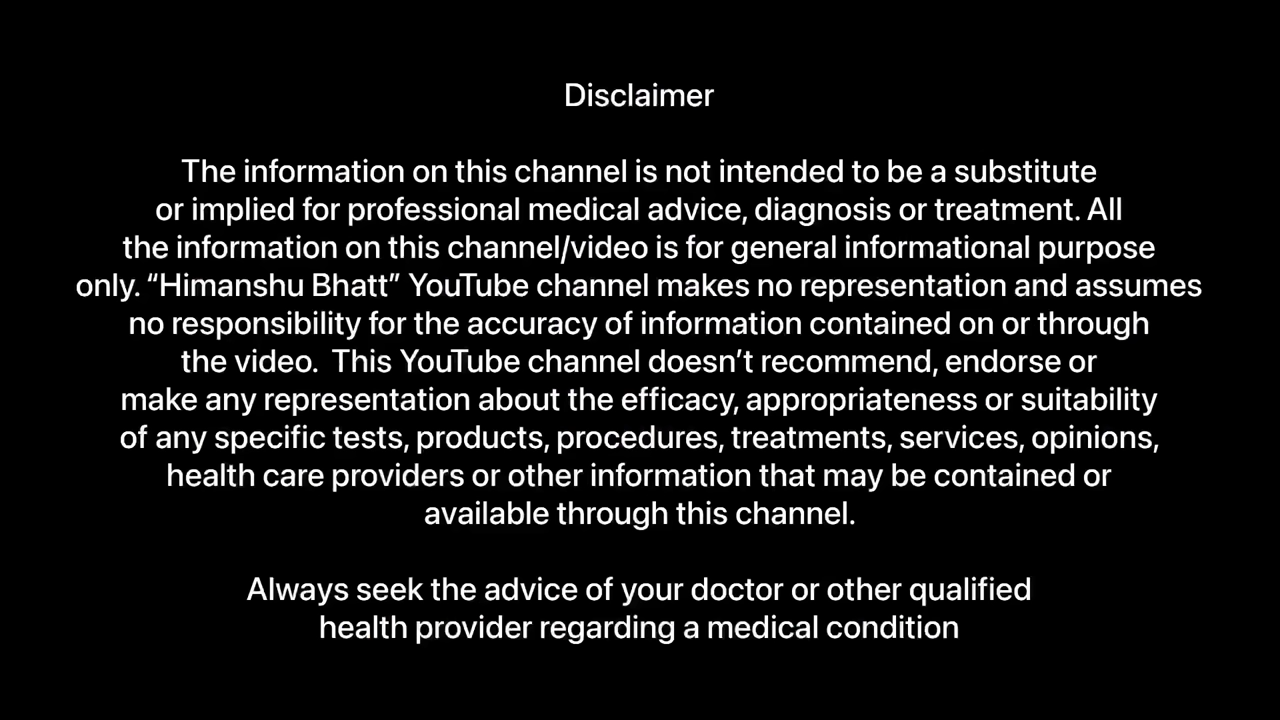 Disclaimer
The information on this channel is not intended to be a substitute
or implied for professional medical advice, diagnosis or treatment. All
the information on this channel/video is for general informational purpose
only. “Himanshu Bhatt” YouTube channel makes no representation and assumes
no responsibility for the accuracy of information contained on or through
the video.  This YouTube channel doesn’t recommend, endorse or
make any representation about the efficacy, appropriateness or suitability
of any specific tests, products, procedures, treatments, services, opinions,
health care providers or other information that may be contained or
available through this channel.
Always seek the advice of your doctor or other qualified
health provider regarding a medical condition